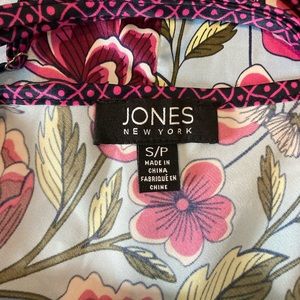 JONES
NEW YORK
S/P
MADE IN
CHINA
FABRIQUÉ EN
CHINE